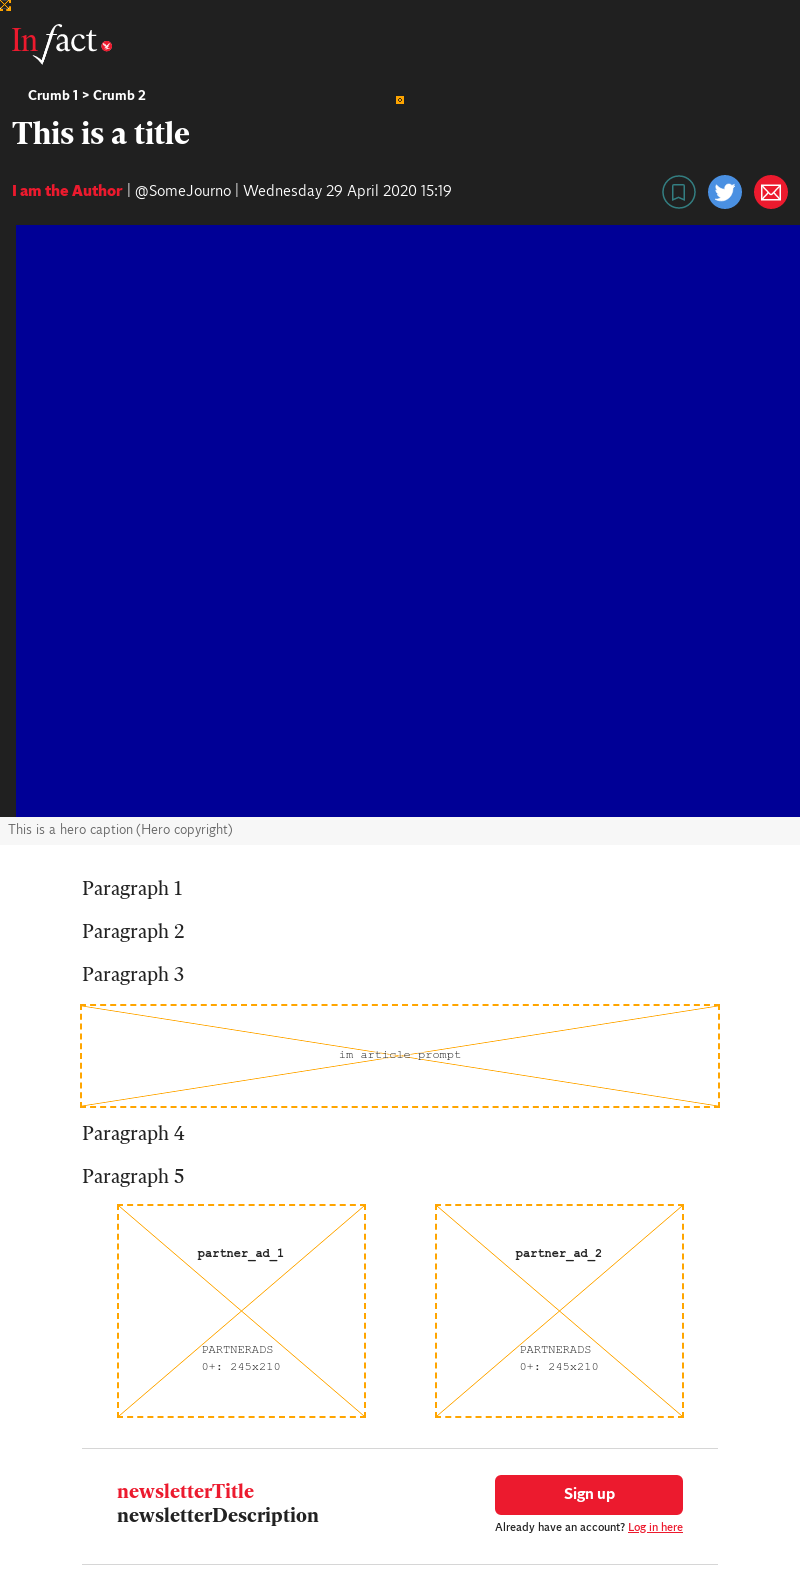 Infact
Crumb 1 > Crumb 2
This is a title
I am the Author | @SomeJourno | Wednesday 29 April 2020 15:19
This is a hero caption (Hero copyright)
Paragraph 1
Paragraph 2
Paragraph 3
im article prompt
Paragraph 4
Paragraph 5
partner_ad_1
PARTNERADS
0+: 245x210
partner_ad_2
PARTNERADS
0+: 245x210
newsletterTitle
newsletterDescription
Sign up
Already have an account? Log in here